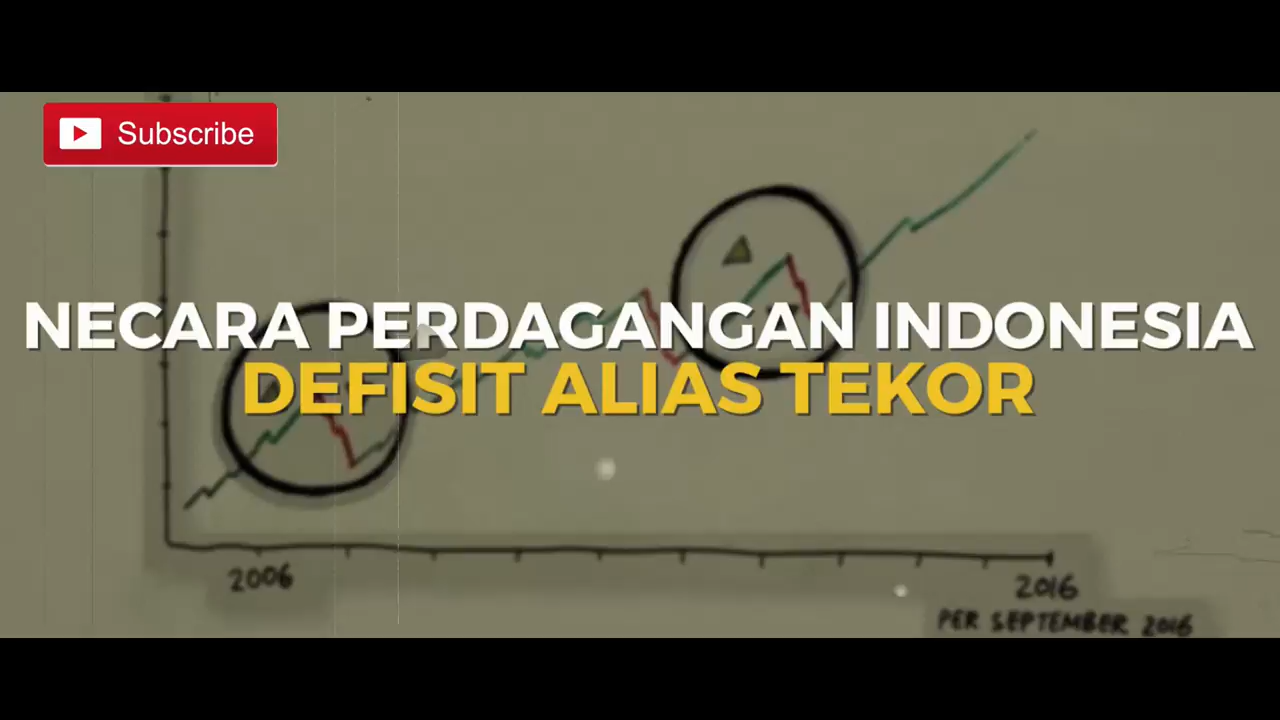 Subscribe
NECARA PERDAGANGAN INDONESIA
DEFISIT ALIAS TEKOR
2006
2016
PER SEPTEMBER 2016